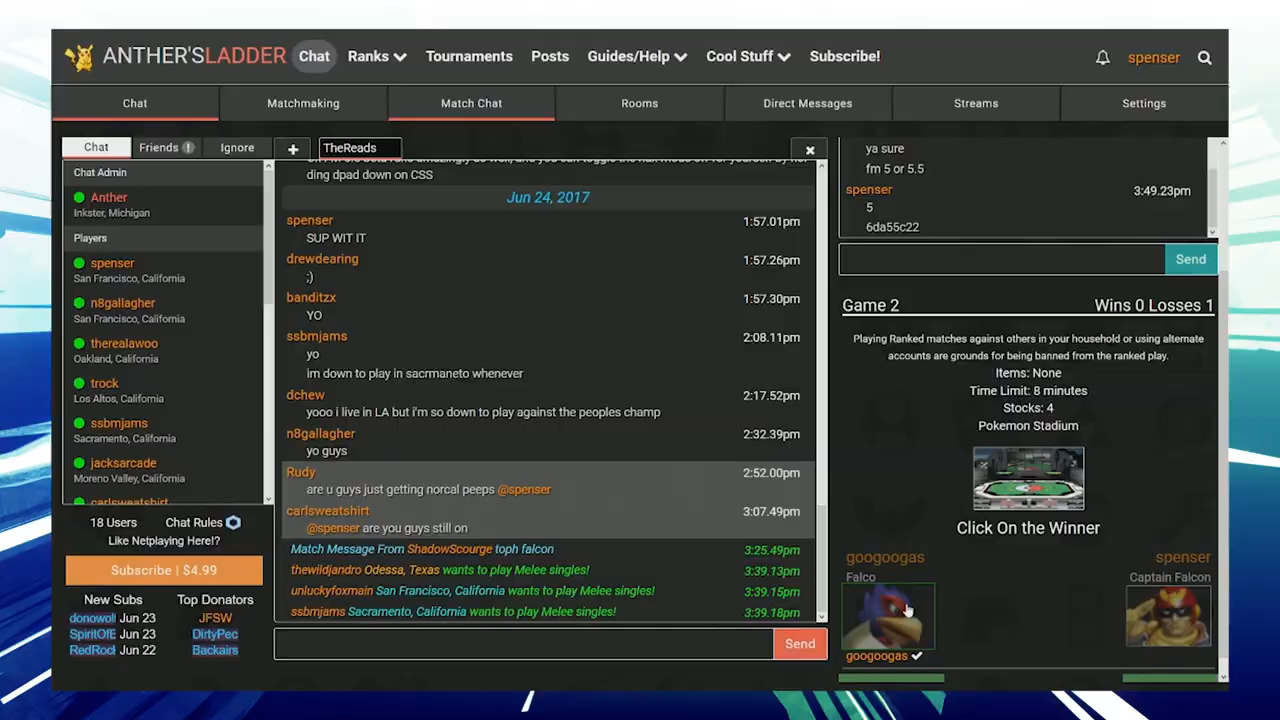 ANTHER'SLADDER Chat Ranks Tournaments Posts Guides/Help Cool Stuff Subscribe! spenser
Chat Matchmaking Match Chat Rooms Direct Messages Streams Settings
Chat Friends ! Ignore + TheReads x
Chat Admin
Anther
Inkster, Michigan
Players
spenser
San Francisco, California
n8gallagher
San Francisco, California
therealawoo
Oakland, California
trock
Los Altos, California
ssbmjams
Sacramento, California
jacksarcade
Moreno Valley, California
carlsweatshirt
18 Users Chat Rules
Like Netplaying Here!?
Subscribe | $4.99
New Subs Top Donators
donowoll Jun 23 JFSW
SpiritOfE Jun 23 DirtyPec
RedRocl Jun 22 Backairs
ding dpad down on CSS
Jun 24, 2017
spenser 1:57.01pm
SUP WIT IT
drewdearing 1:57.26pm
;)
banditzx 1:57.30pm
YO
ssbmjams 2:08.11pm
yo
im down to play in sacrmaneto whenever
dchew 2:17.52pm
yooo i live in LA but i'm so down to play against the peoples champ
n8gallagher 2:32.39pm
yo guys
Rudy 2:52.00pm
are u guys just getting norcal peeps @spenser
carlsweatshirt 3:07.49pm
@spenser are you guys still on
Match Message From ShadowScourge toph falcon 3:25.49pm
thewildjandro Odessa, Texas wants to play Melee singles! 3:39.13pm
unluckyfoxmain San Francisco, California wants to play Melee singles! 3:39.15pm
ssbmjams Sacramento, California wants to play Melee singles! 3:39.18pm
Send
ya sure
fm 5 or 5.5
spenser 3:49.23pm
5
6da55c22
Send
Game 2 Wins 0 Losses 1
Playing Ranked matches against others in your household or using alternate
accounts are grounds for being banned from the ranked play.
Items: None
Time Limit: 8 minutes
Stocks: 4
Pokemon Stadium
Click On the Winner
googoogas spenser
Falco Captain Falcon
googoogas